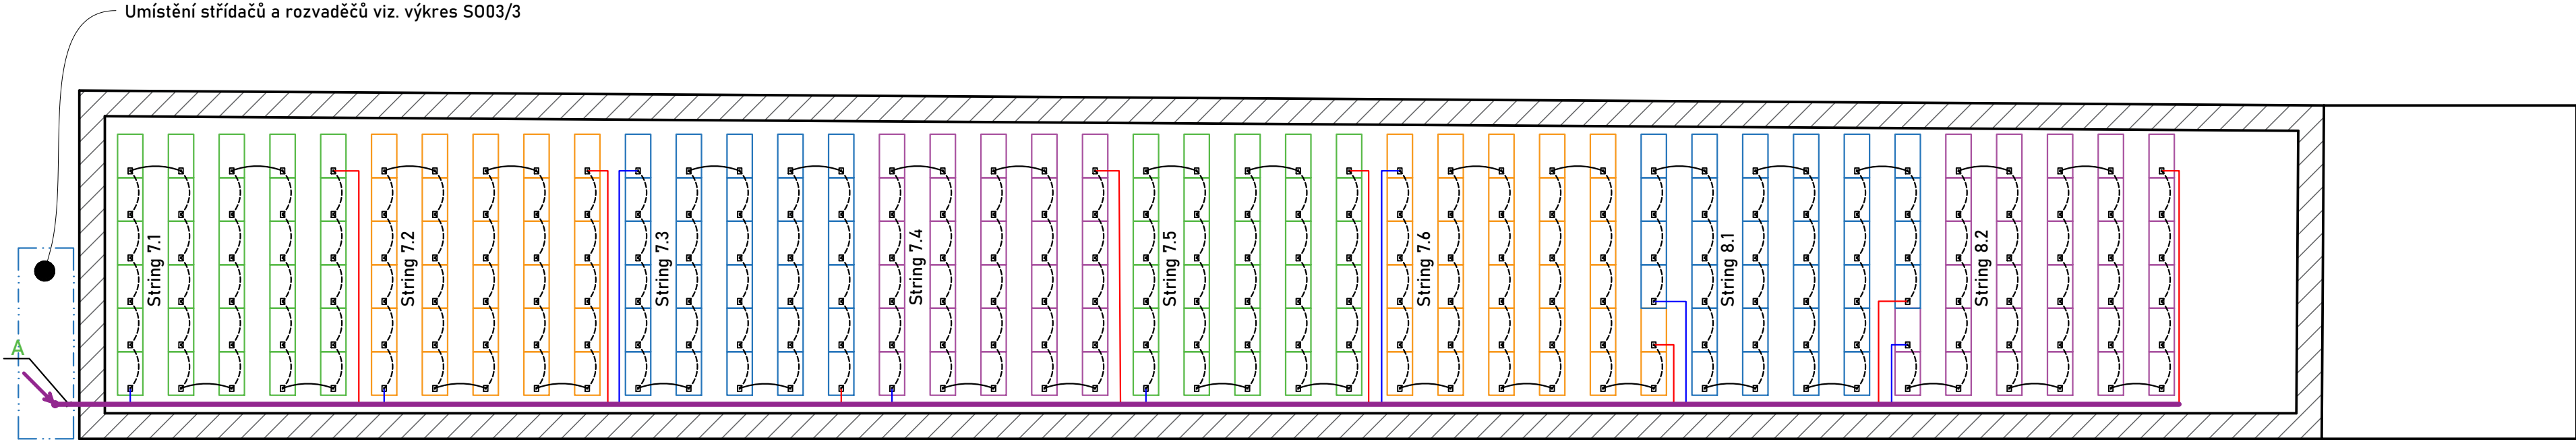 Umístění střídačů a rozvaděčů viz. výkres SO03/3
String 7.1
String 7.2
String 7.3
String 7.4
String 7.5
String 7.6
String 8.1
String 8.2
A